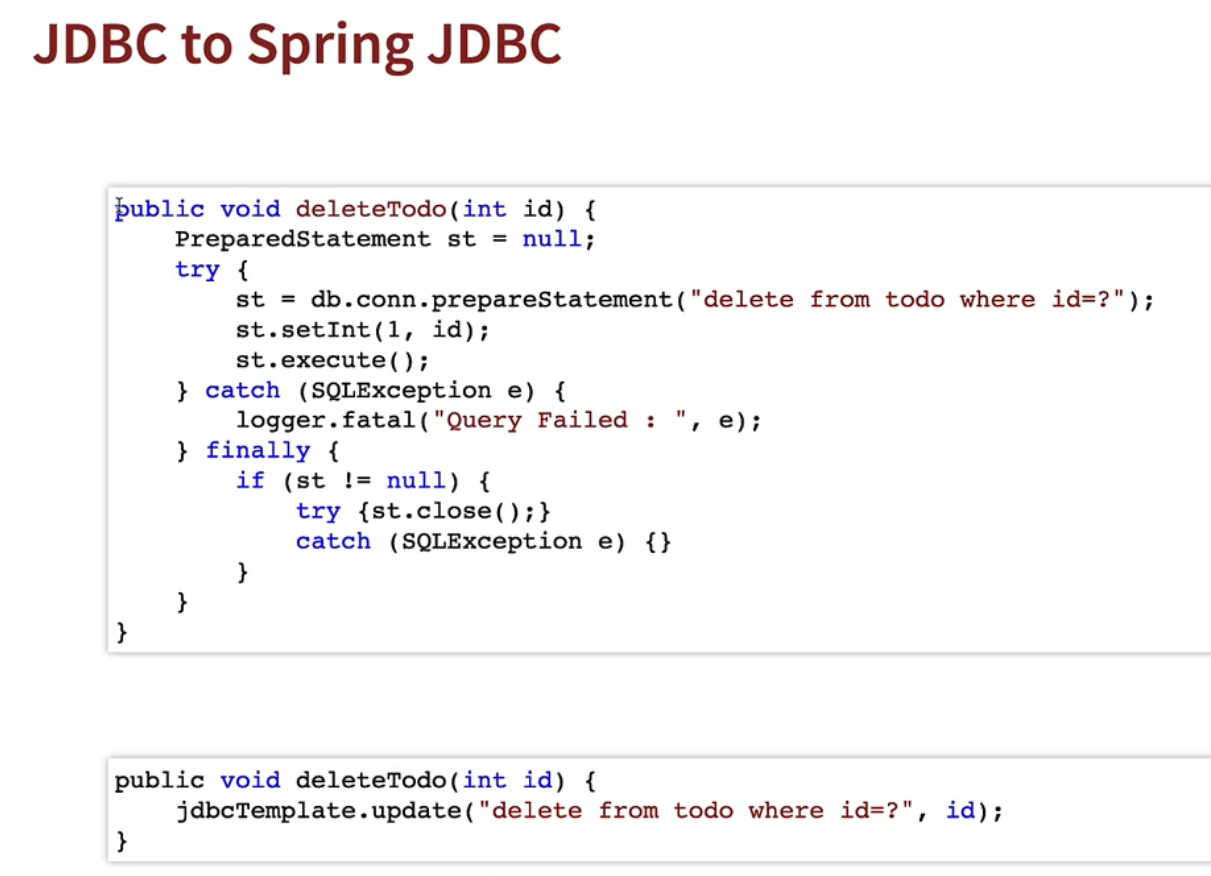 JDBC to Spring JDBC
public void deleteTodo(int id) {
    PreparedStatement st = null;
    try {
        st = db.conn.prepareStatement("delete from todo where id=?");
        st.setInt(1, id);
        st.execute();
    } catch (SQLException e) {
        logger.fatal("Query Failed : ", e);
    } finally {
        if (st != null) {
            try {st.close();}
            catch (SQLException e) {}
        }
    }
}
public void deleteTodo(int id) {
    jdbcTemplate.update("delete from todo where id=?", id);
}